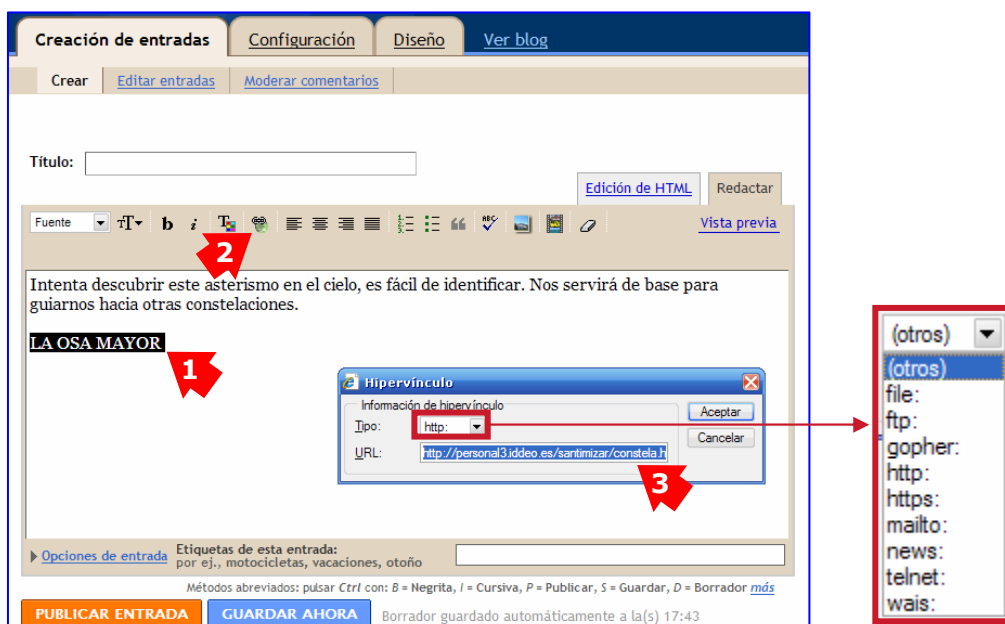 Creación de entradas Configuración Diseño Ver blog
Crear Editar entradas Moderar comentarios
Título:
Edición de HTML Redactar
Fuente T b i T ABC Vista previa
2
Intenta descubrir este asterismo en el cielo, es fácil de identificar. Nos servirá de base para
guiarnos hacia otras constelaciones.
LA OSA MAYOR
1
Hipervínculo
Información de hipervínculo
Tipo: http: Aceptar
Cancelar
URL: http://personal3.iddeo.es/santimizar/constela.h
3
Opciones de entrada Etiquetas de esta entrada:
por ej., motocicletas, vacaciones, otoño
Métodos abreviados: pulsar Ctrl con: B = Negrita, I = Cursiva, P = Publicar, S = Guardar, D = Borrador más
PUBLICAR ENTRADA GUARDAR AHORA Borrador guardado automáticamente a la(s) 17:43
(otros)
(otros)
file:
ftp:
gopher:
http:
https:
mailto:
news:
telnet:
wais: